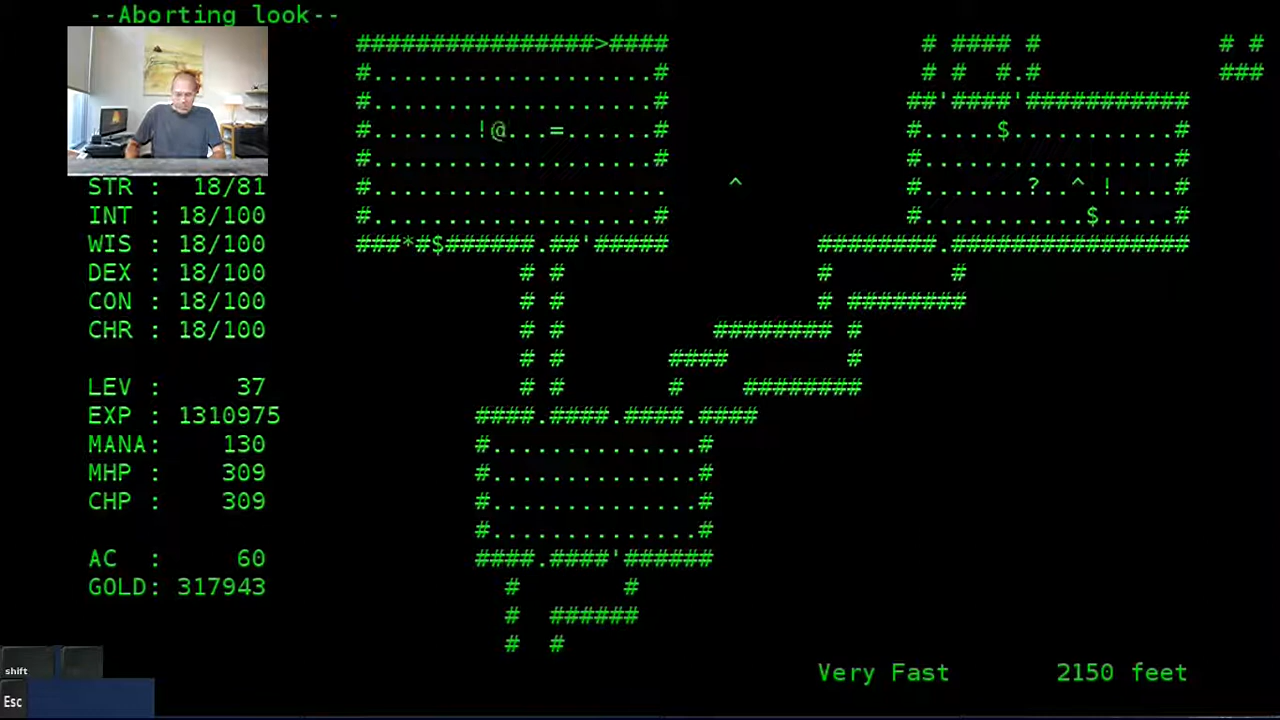 --Aborting look--
###############>#### # #### # # #
#...................# # # #.# ###
#...................# ##'####'###########
#.......!@...=......# #......$...........#
#...................# #..................#
STR : 18/81 #.................... ^ #.......?..^.!....#
INT : 18/100 #...................# #...........$......#
WIS : 18/100 ###*#$######.##'##### ########.################
DEX : 18/100 # # # #
CON : 18/100 # # # ########
CHR : 18/100 # # ######## #
# # #### #
LEV : 37 # # # ########
EXP : 1310975 ####.####.####.####
MANA: 130 #..............#
MHP : 309 #..............#
CHP : 309 #..............#
#..............#
AC : 60 ####.####'######
GOLD: 317943 # #
# ######
# #
Very Fast 2150 feet
shift
Esc